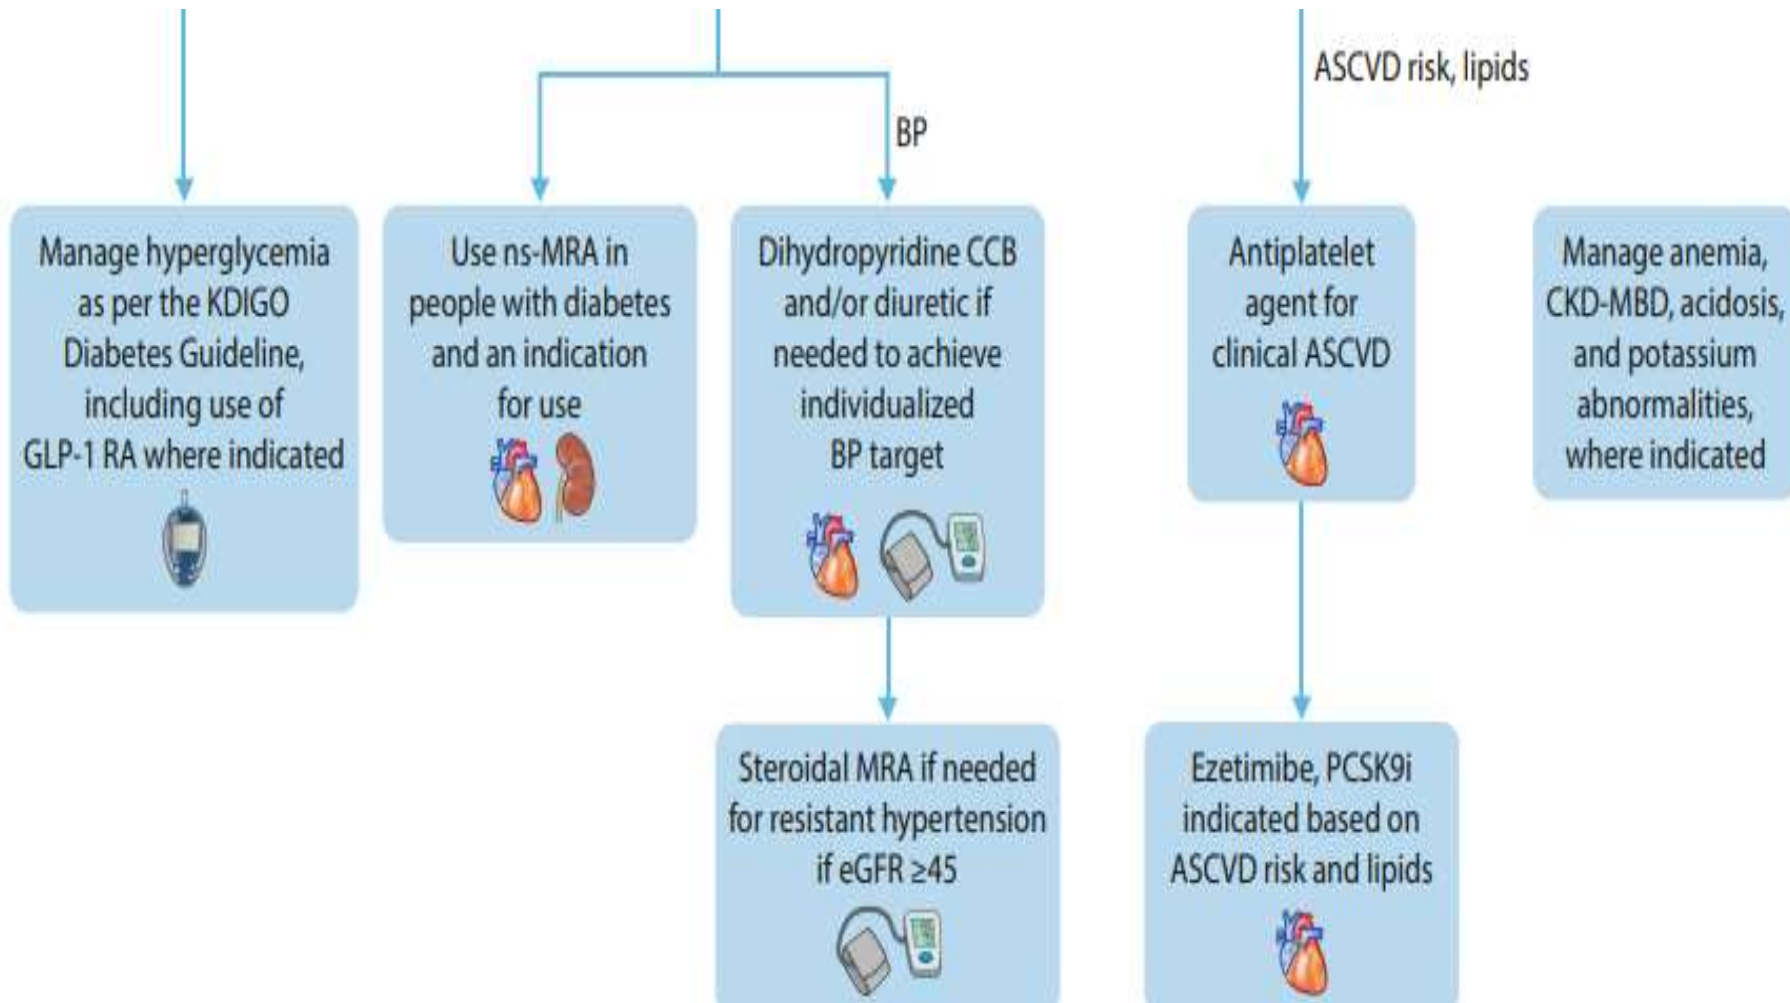 ASCVD risk, lipids
BP
Manage hyperglycemia
as per the KDIGO
Diabetes Guideline,
including use of
GLP-1 RA where indicated
Use ns-MRA in
people with diabetes
and an indication
for use
Dihydropyridine CCB
and/or diuretic if
needed to achieve
individualized
BP target
Antiplatelet
agent for
clinical ASCVD
Manage anemia,
CKD-MBD, acidosis,
and potassium
abnormalities,
where indicated
Steroidal MRA if needed
for resistant hypertension
if eGFR ≥45
Ezetimibe, PCSK9i
indicated based on
ASCVD risk and lipids